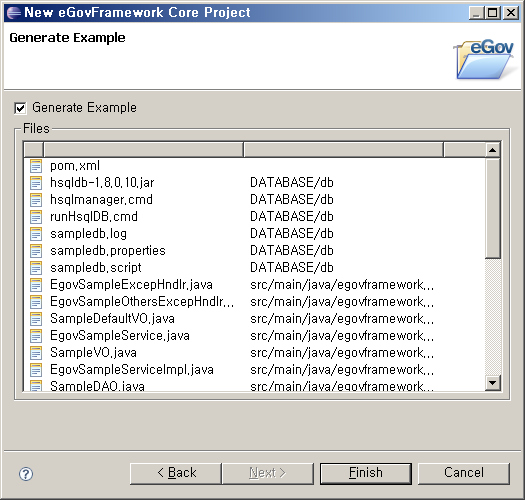 New eGovFramework Core Project
Generate Example
eGov
Generate Example
Files
pom.xml
hsqldb-1.8.0.10.jar DATABASE/db
hsqlmanager.cmd DATABASE/db
runHsqlDB.cmd DATABASE/db
sampledb.log DATABASE/db
sampledb.properties DATABASE/db
sampledb.script DATABASE/db
EgovSampleExcepHndlr.java src/main/java/egovframework...
EgovSampleOthersExcepHndlr... src/main/java/egovframework...
SampleDefaultVO.java src/main/java/egovframework...
EgovSampleService.java src/main/java/egovframework...
SampleVO.java src/main/java/egovframework...
EgovSampleServiceImpl.java src/main/java/egovframework...
SampleDAO.java src/main/java/egovframework...
? < Back Next > Finish Cancel